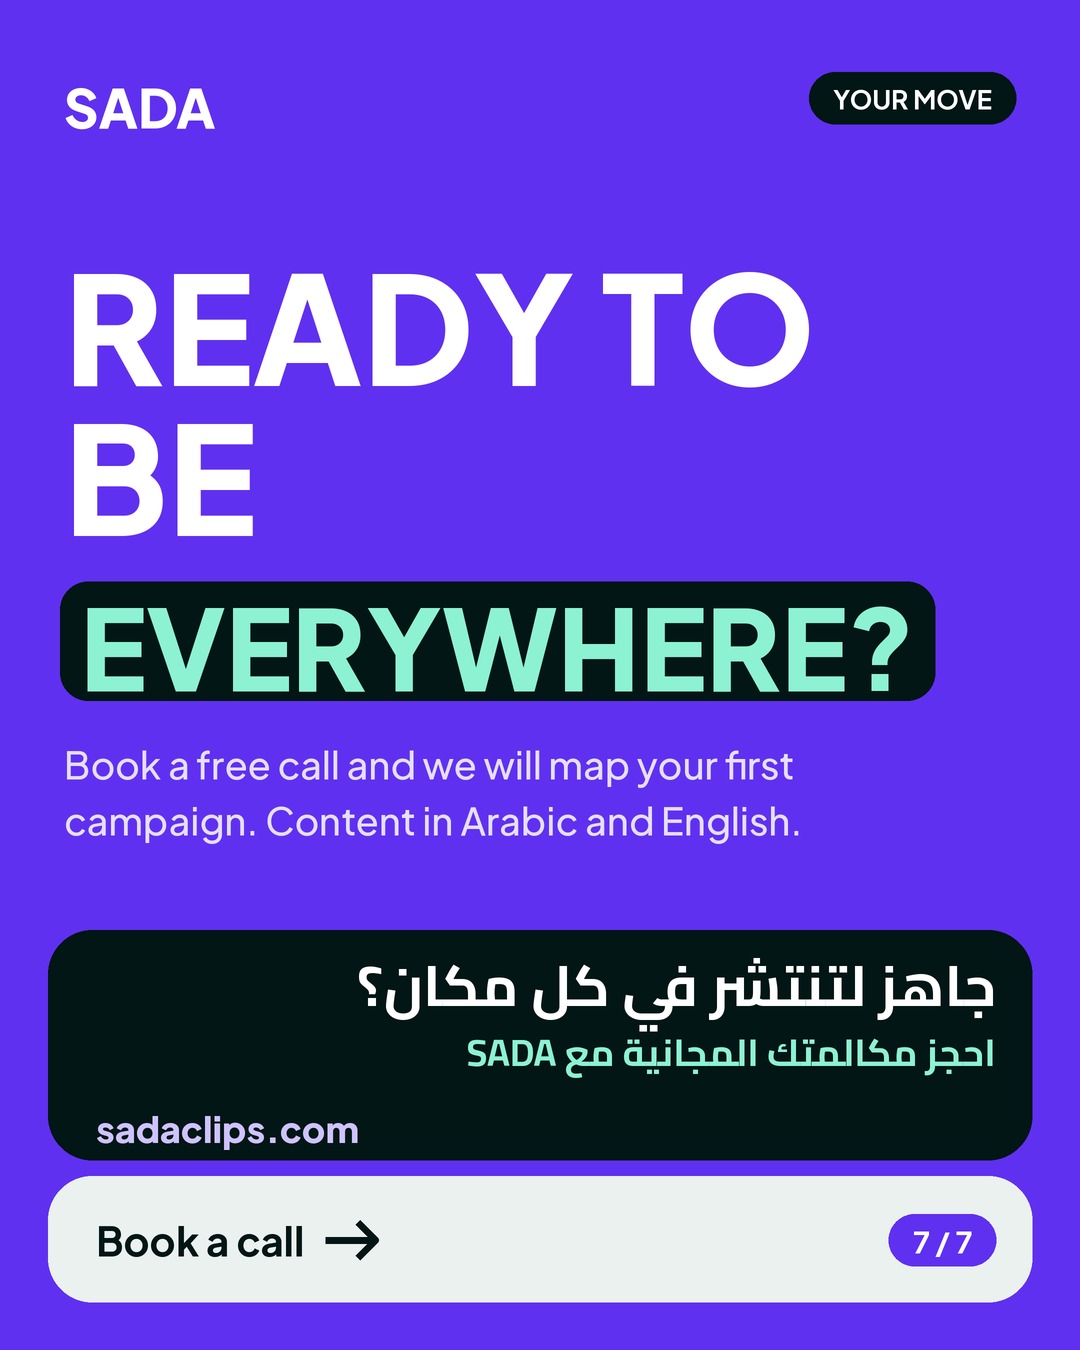 SADA
YOUR MOVE
READY TO
BE
EVERYWHERE?
Book a free call and we will map your first
campaign. Content in Arabic and English.
جاهز لتنتشر في كل مكان؟
احجز مكالمتك المجانية مع SADA
sadaclips.com
Book a call →
7 / 7